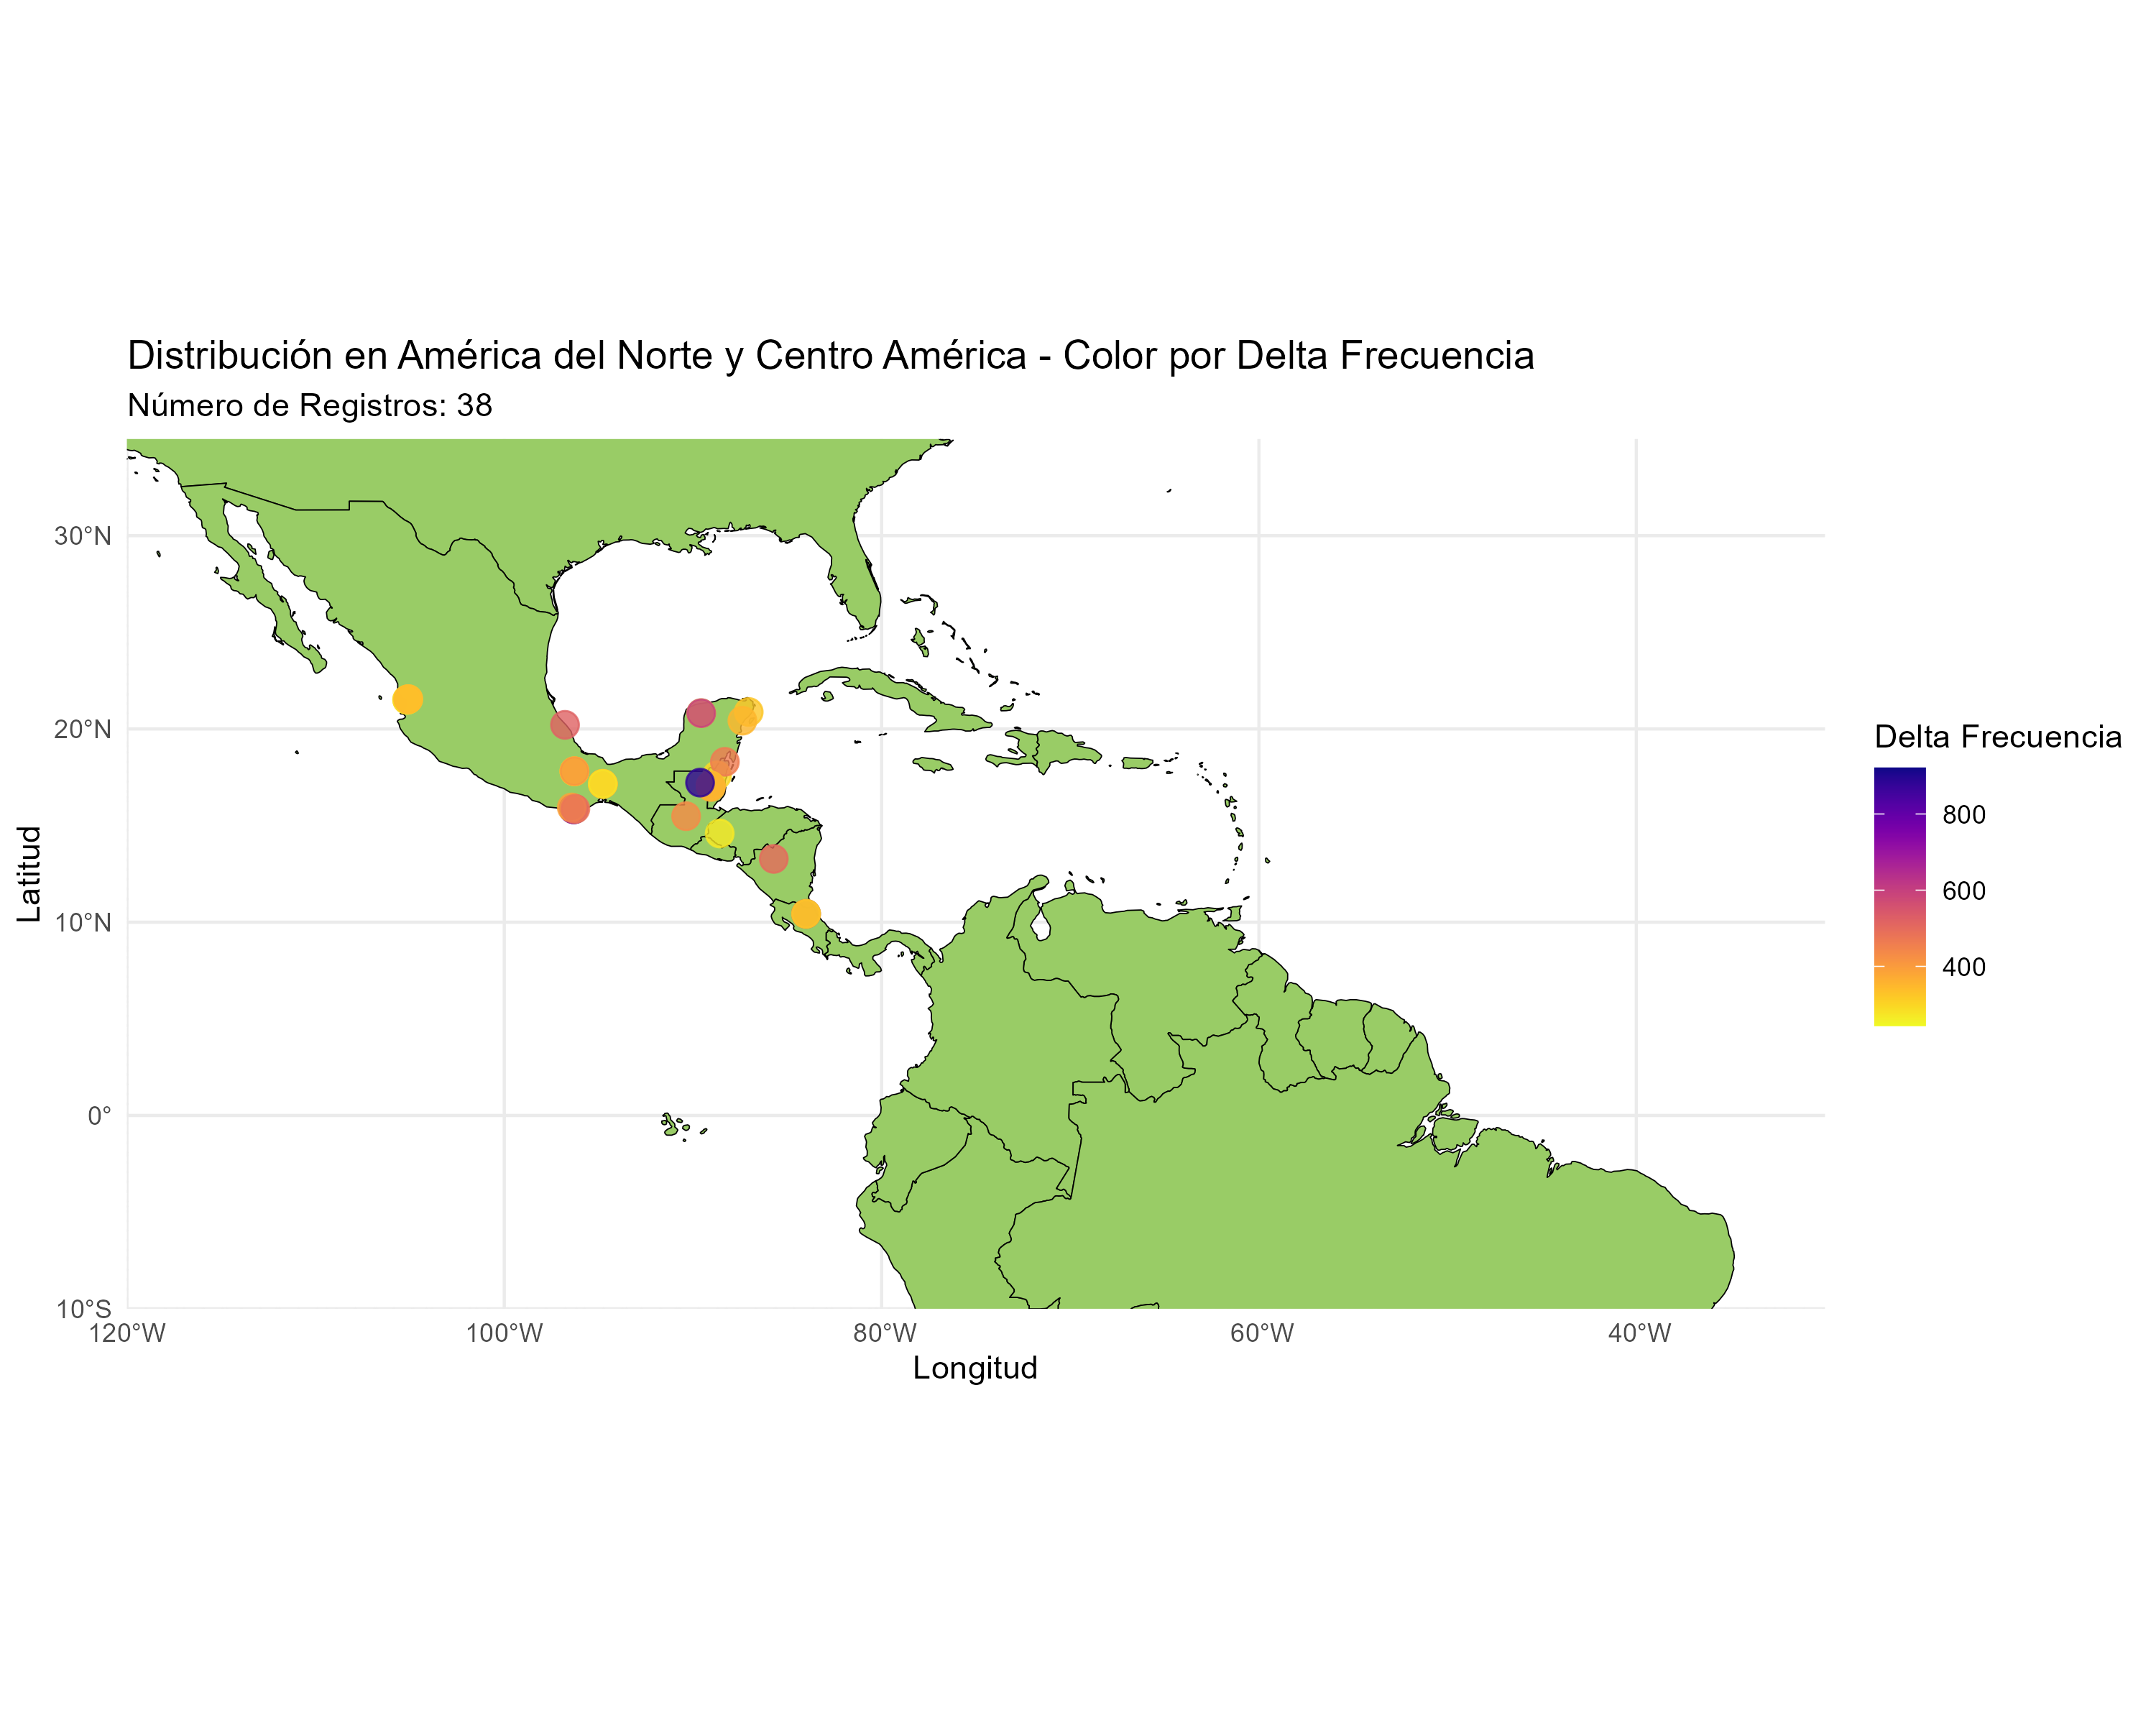 Distribución en América del Norte y Centro América - Color por Delta Frecuencia
Número de Registros: 38
30°N
20°N
10°N
0°
10°S
Latitud
120°W
100°W
80°W
60°W
40°W
Longitud
Delta Frecuencia
800
600
400